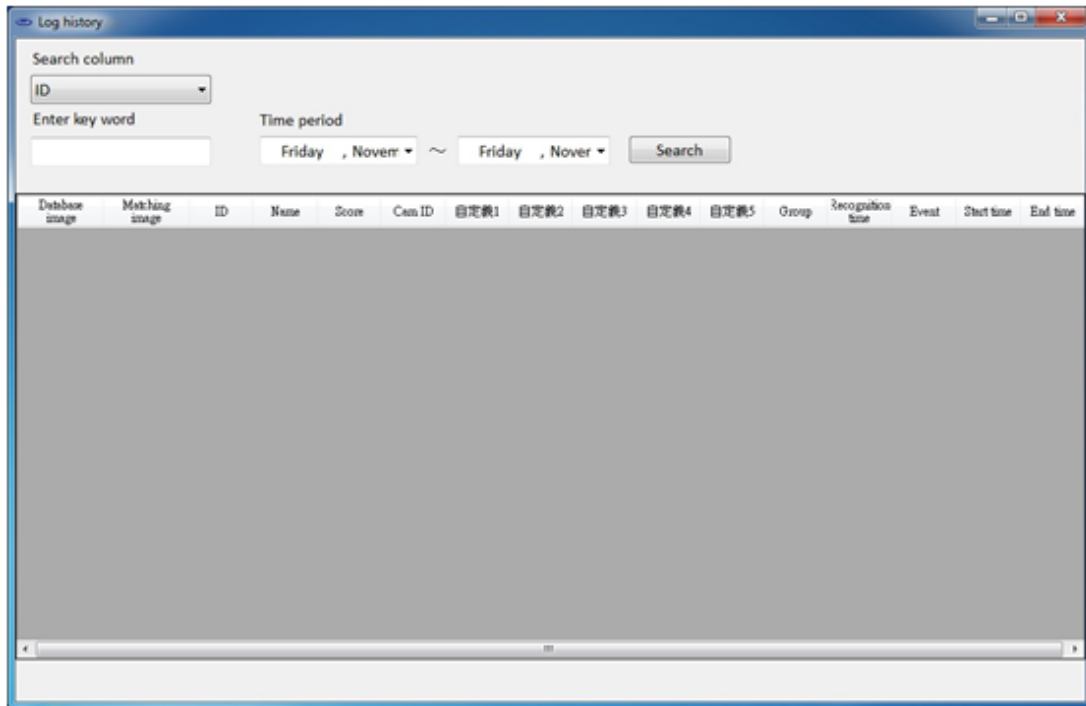 Log history
Search column
ID
Enter key word
Time period
Friday , Novem ~ Friday , Nover Search
Database image Matching image ID Name Score Cam ID 自定義1 自定義2 自定義3 自定義4 自定義5 Group Recognition time Event Start time End time